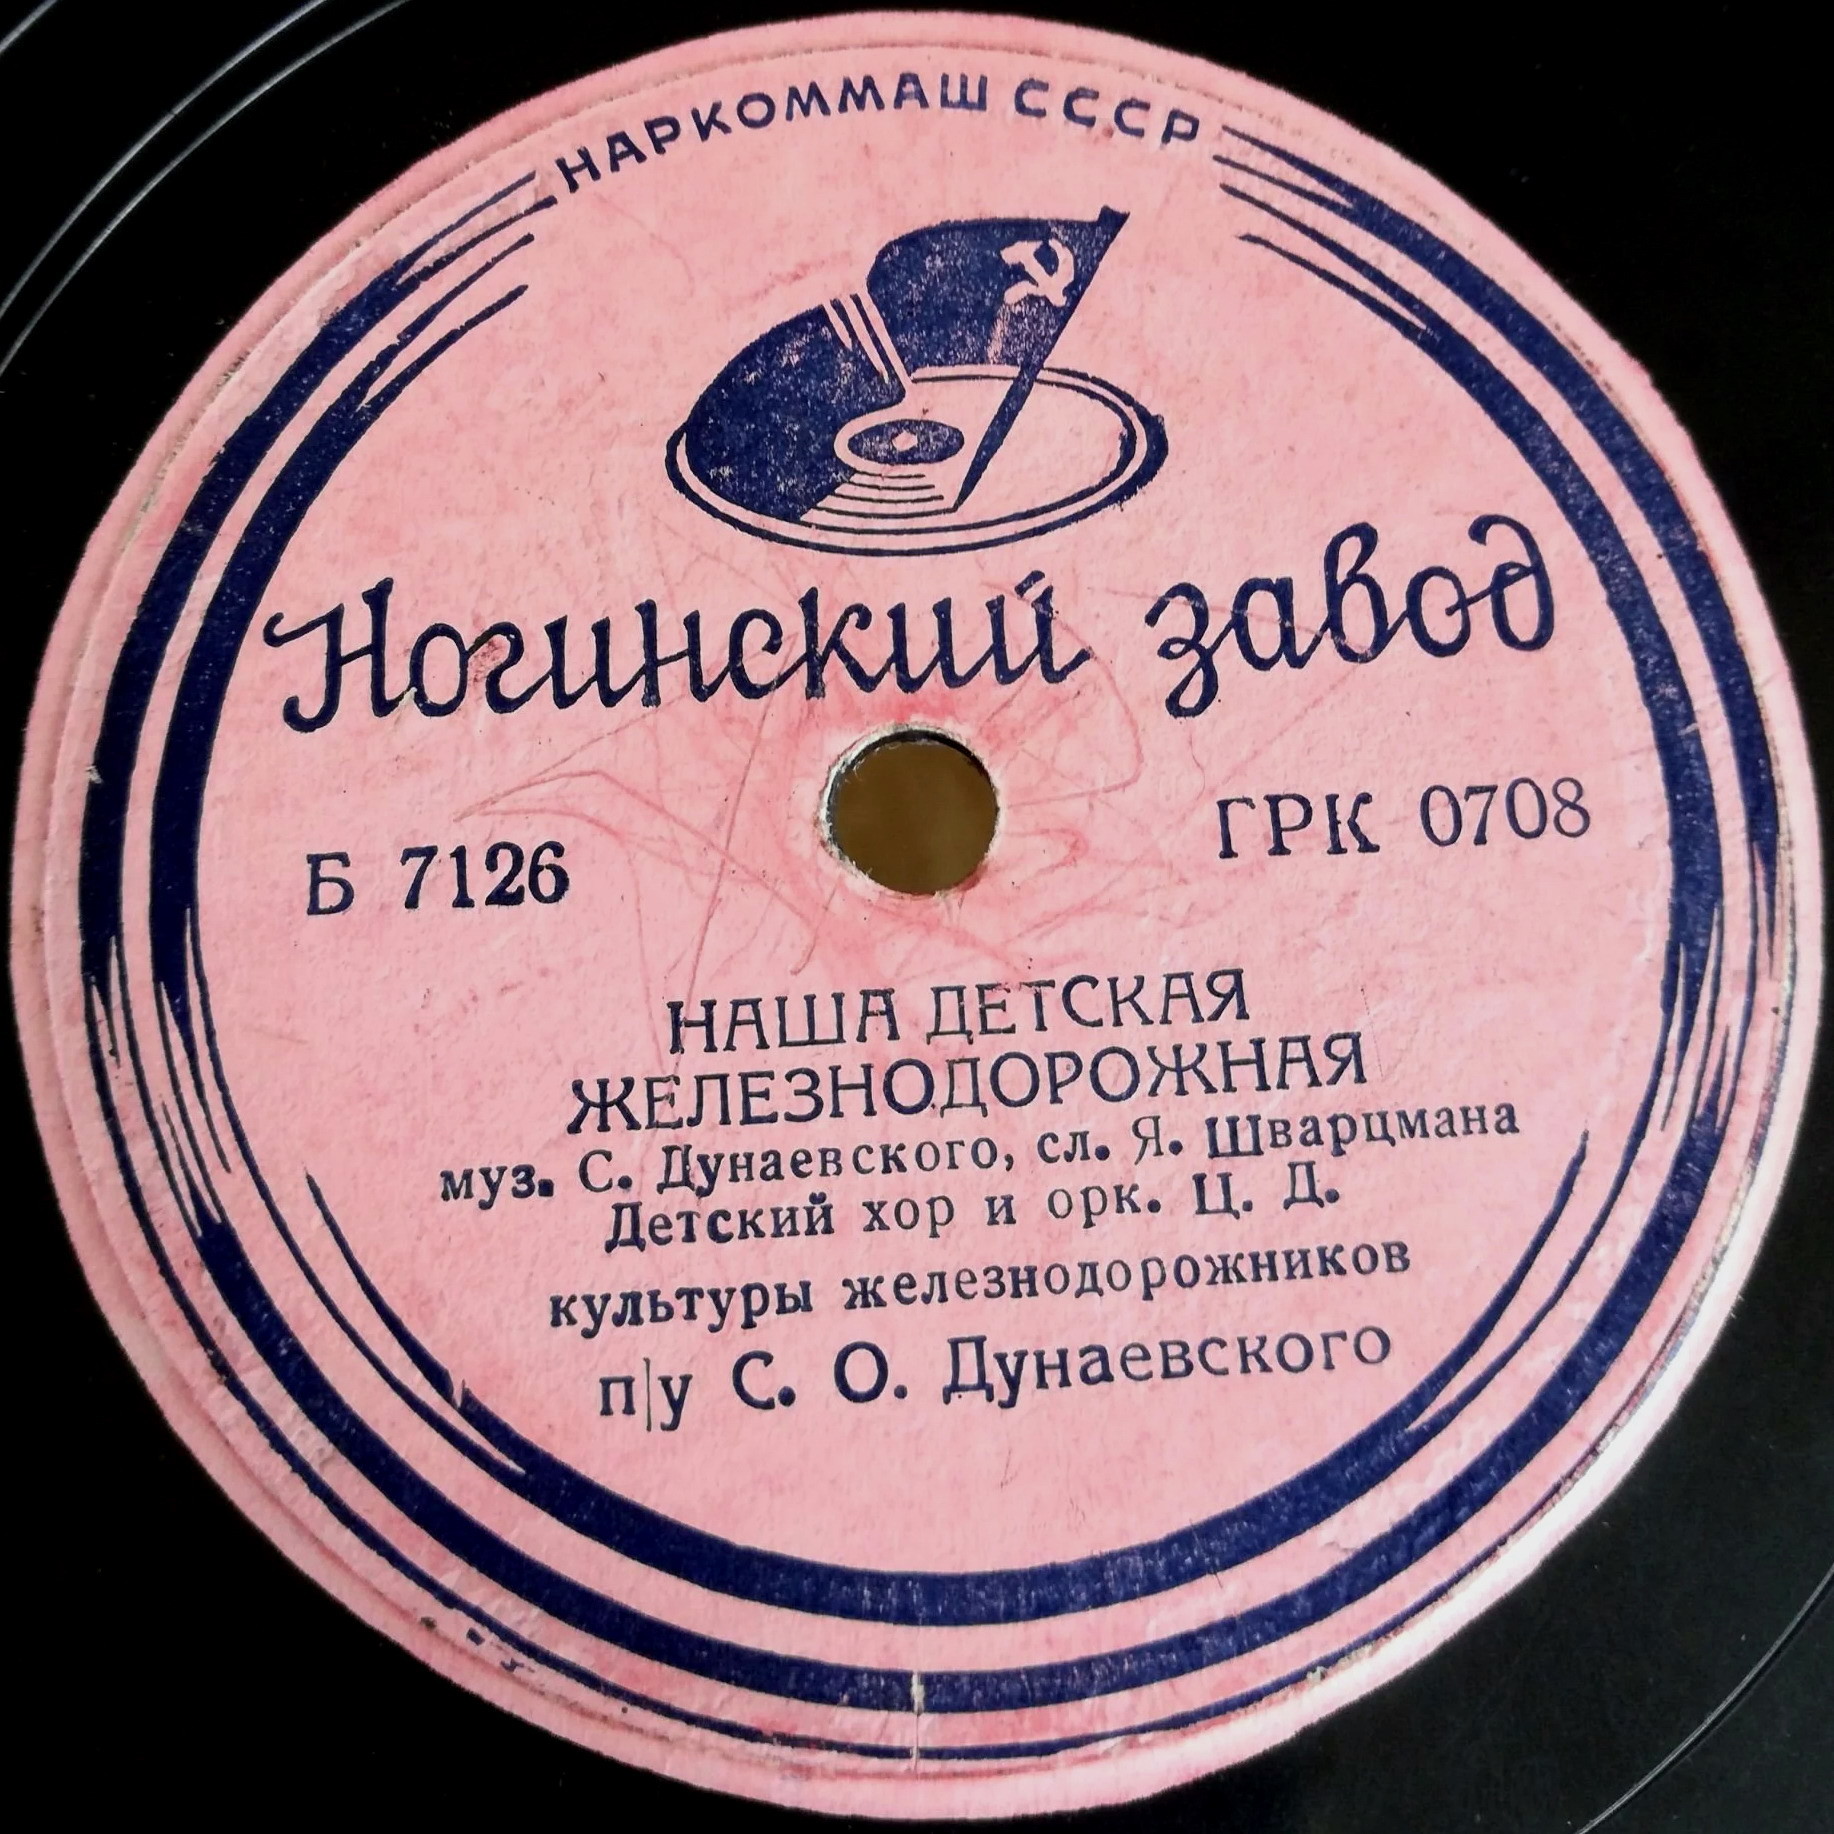 НАРКОММАШ СССР
Ногинский завод
Б 7126
ГРК 0708
НАША ДЕТСКАЯ
ЖЕЛЕЗНОДОРОЖНАЯ
муз. С. Дунаевского, сл. Я. Шварцмана
Детский хор и орк. Ц. Д.
культуры железнодорожников
п/у С. О. Дунаевского